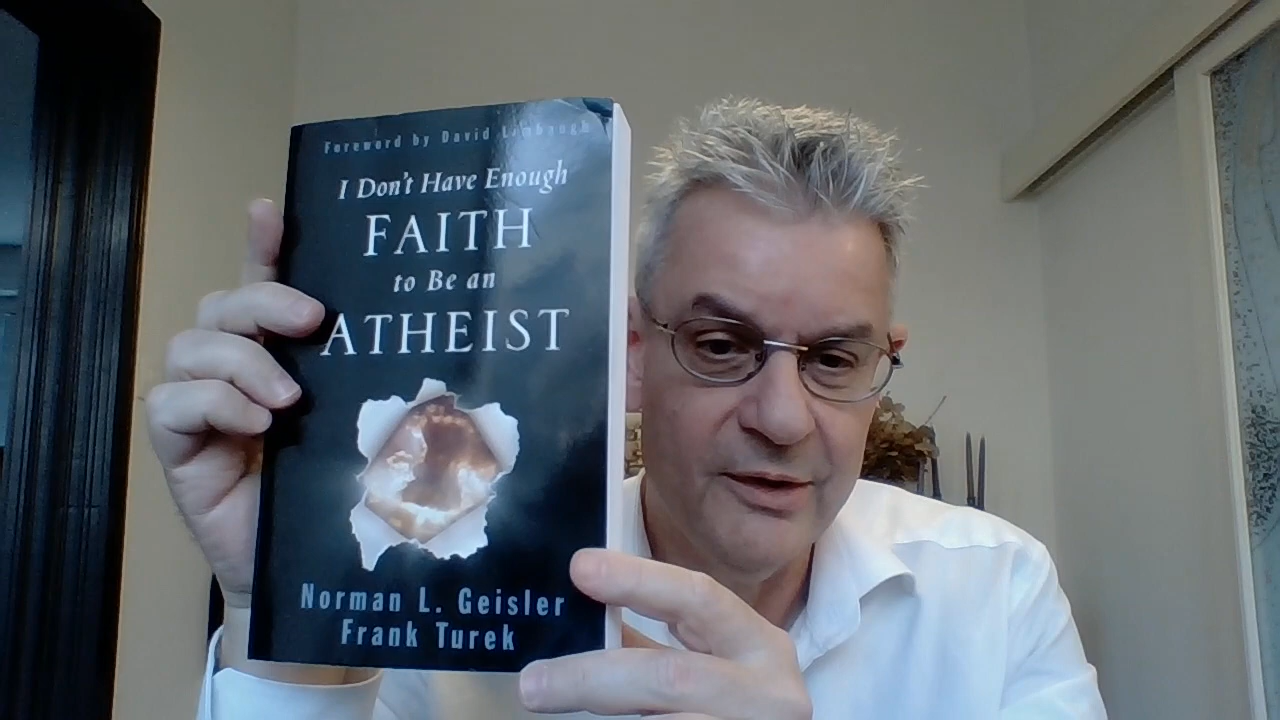 Foreword by David Limbaugh
I Don't Have Enough
FAITH
to Be an
ATHEIST
Norman L. Geisler
Frank Turek